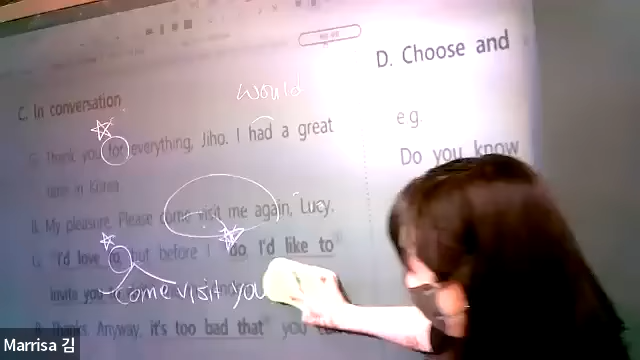 D. Choose and
C. In conversation
would
e g.
G. Thank you for everything, Jiho. I had a great
Do you know
time in Korea.
B. My pleasure. Please come visit me again, Lucy.
G. I'd love to but before I do, I'd like to
invite you to
come visit you
B. Thanks. Anyway, it's too bad that you
Marrisa 김